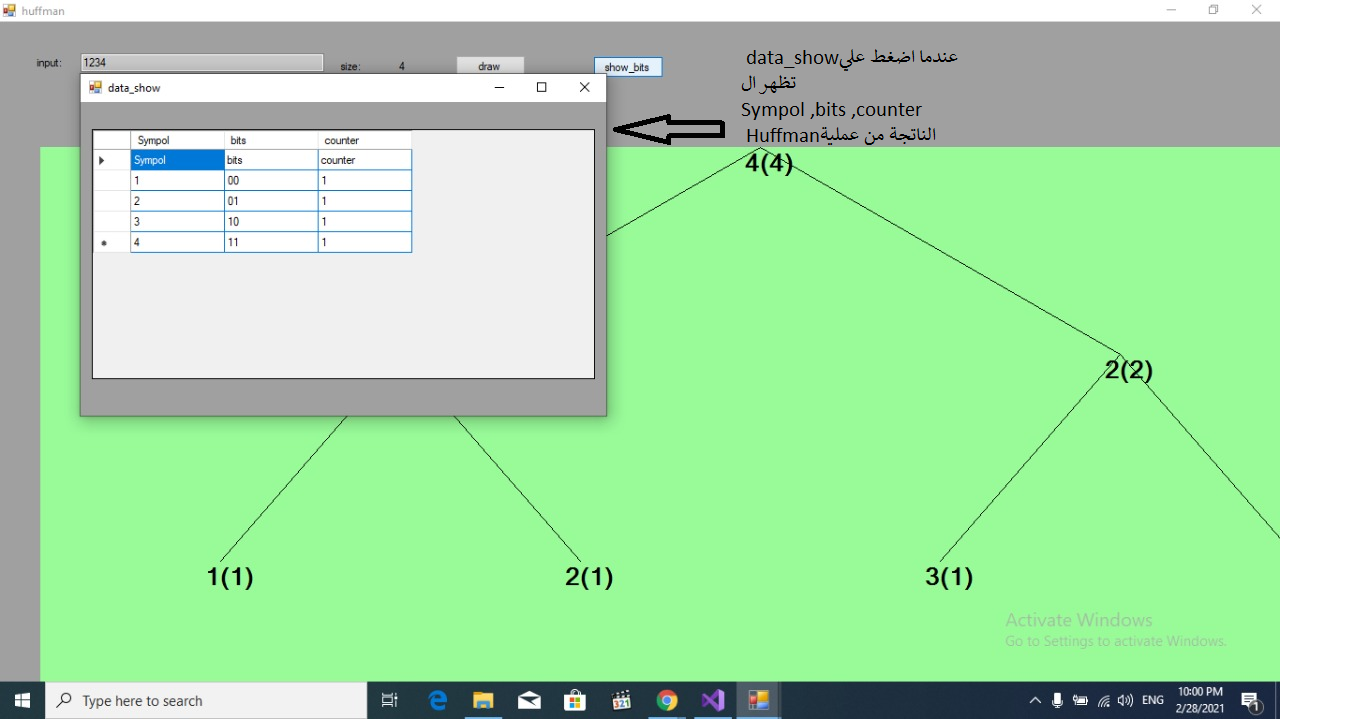 huffman
input: 1234 size: 4 draw show_bits
عندما اضغط عليdata_show
تظهر ال
Sympol ,bits ,counter
الناتجة من عمليةHuffman
data_show
Sympol bits counter
Sympol bits counter
1 00 1
2 01 1
3 10 1
4 11 1
4(4)
2(2)
1(1) 2(1) 3(1)
Activate Windows
Go to Settings to activate Windows.
Type here to search
321
ENG
10:00 PM
2/28/2021
1